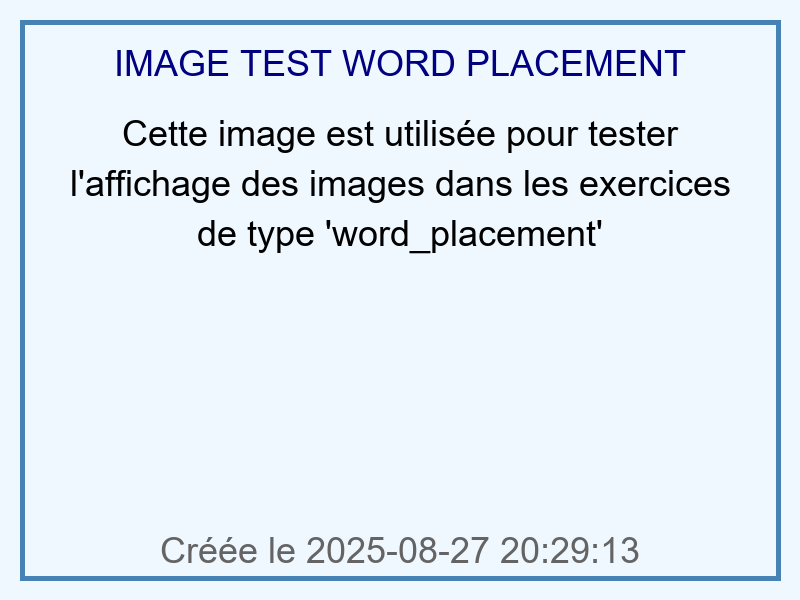 IMAGE TEST WORD PLACEMENT
Cette image est utilisée pour tester
l'affichage des images dans les exercices
de type 'word_placement'
Créée le 2025-08-27 20:29:13